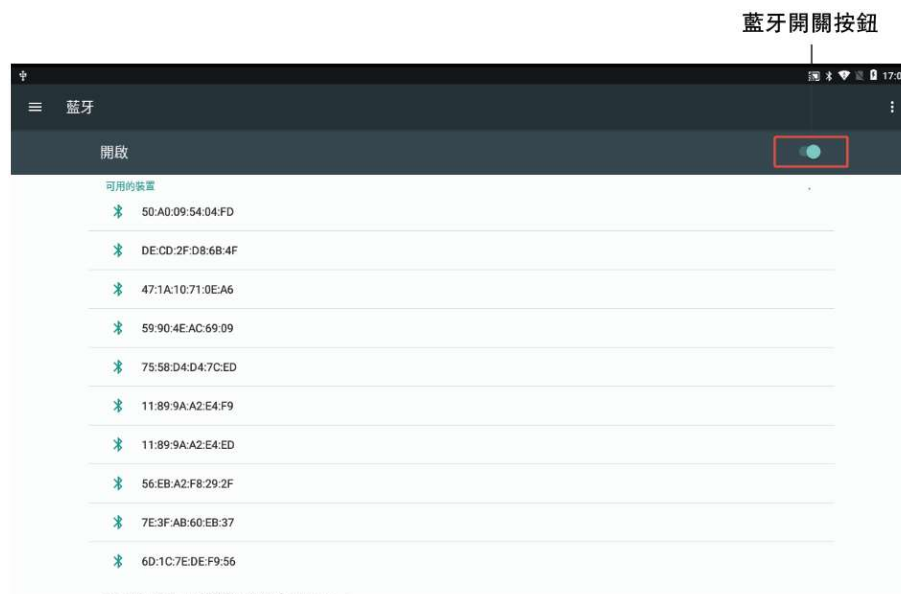 藍牙開關按鈕
17:0
藍牙
開啟
可用的裝置
50:A0:09:54:04:FD
DE:CD:2F:D8:6B:4F
47:1A:10:71:0E:A6
59:90:4E:AC:69:09
75:58:D4:D4:7C:ED
11:89:9A:A2:E4:F9
11:89:9A:A2:E4:ED
56:EB:A2:F8:29:2F
7E:3F:AB:60:EB:37
6D:1C:7E:DE:F9:56